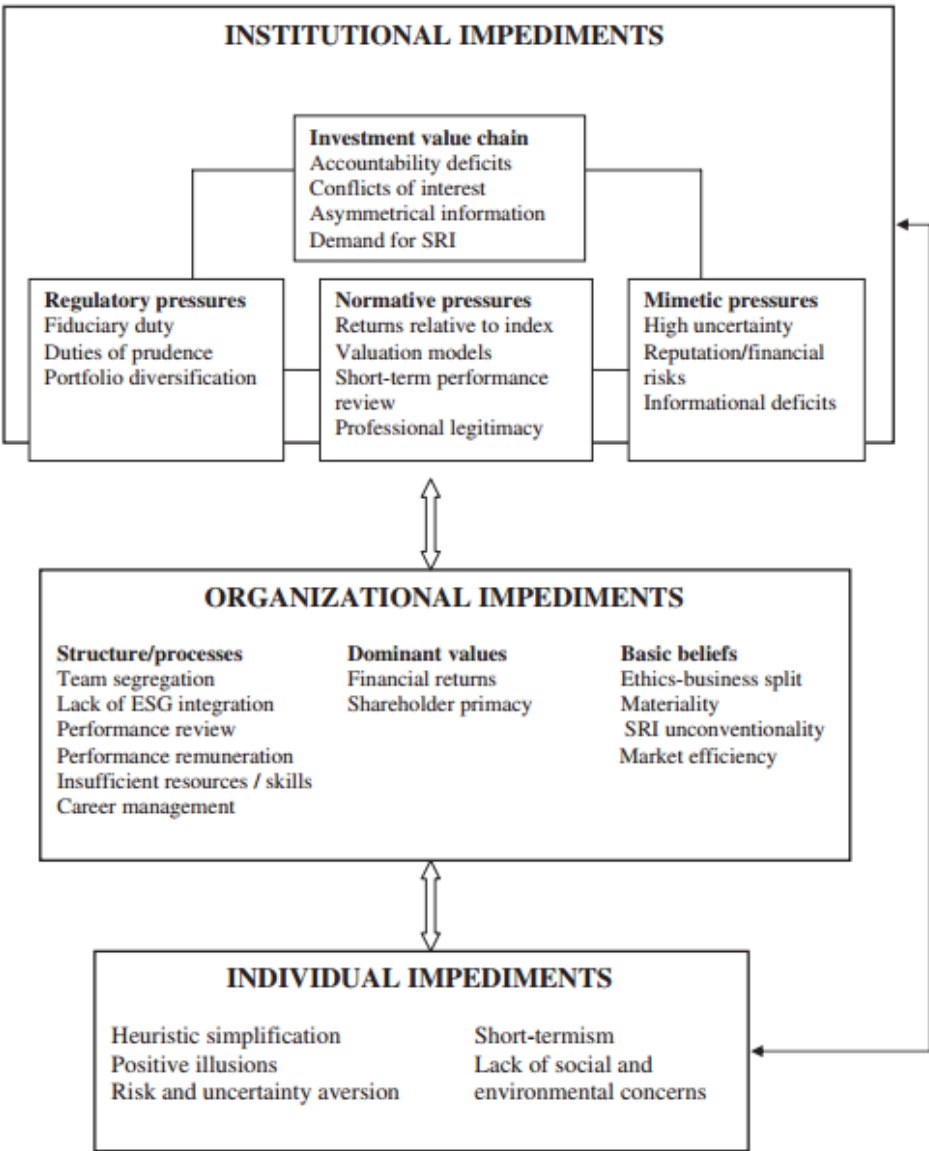 INSTITUTIONAL IMPEDIMENTS
Investment value chain
Accountability deficits
Conflicts of interest
Asymmetrical information
Demand for SRI
Regulatory pressures
Fiduciary duty
Duties of prudence
Portfolio diversification
Normative pressures
Returns relative to index
Valuation models
Short-term performance
review
Professional legitimacy
Mimetic pressures
High uncertainty
Reputation/financial
risks
Informational deficits
ORGANIZATIONAL IMPEDIMENTS
Structure/processes
Team segregation
Lack of ESG integration
Performance review
Performance remuneration
Insufficient resources / skills
Career management
Dominant values
Financial returns
Shareholder primacy
Basic beliefs
Ethics-business split
Materiality
SRI unconventionality
Market efficiency
INDIVIDUAL IMPEDIMENTS
Heuristic simplification
Positive illusions
Risk and uncertainty aversion
Short-termism
Lack of social and
environmental concerns